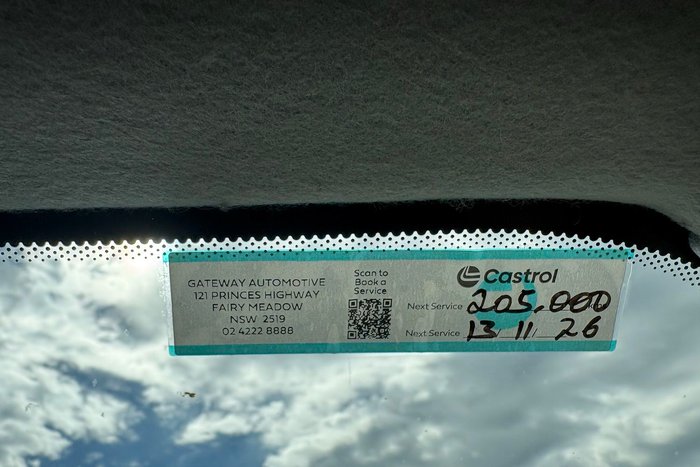 GATEWAY AUTOMOTIVE
121 PRINCES HIGHWAY
FAIRY MEADOW
NSW 2519
02 4222 8888
Scan to
Book a
Service
Castrol
Next Service 205,000
Next Service 13/11/26